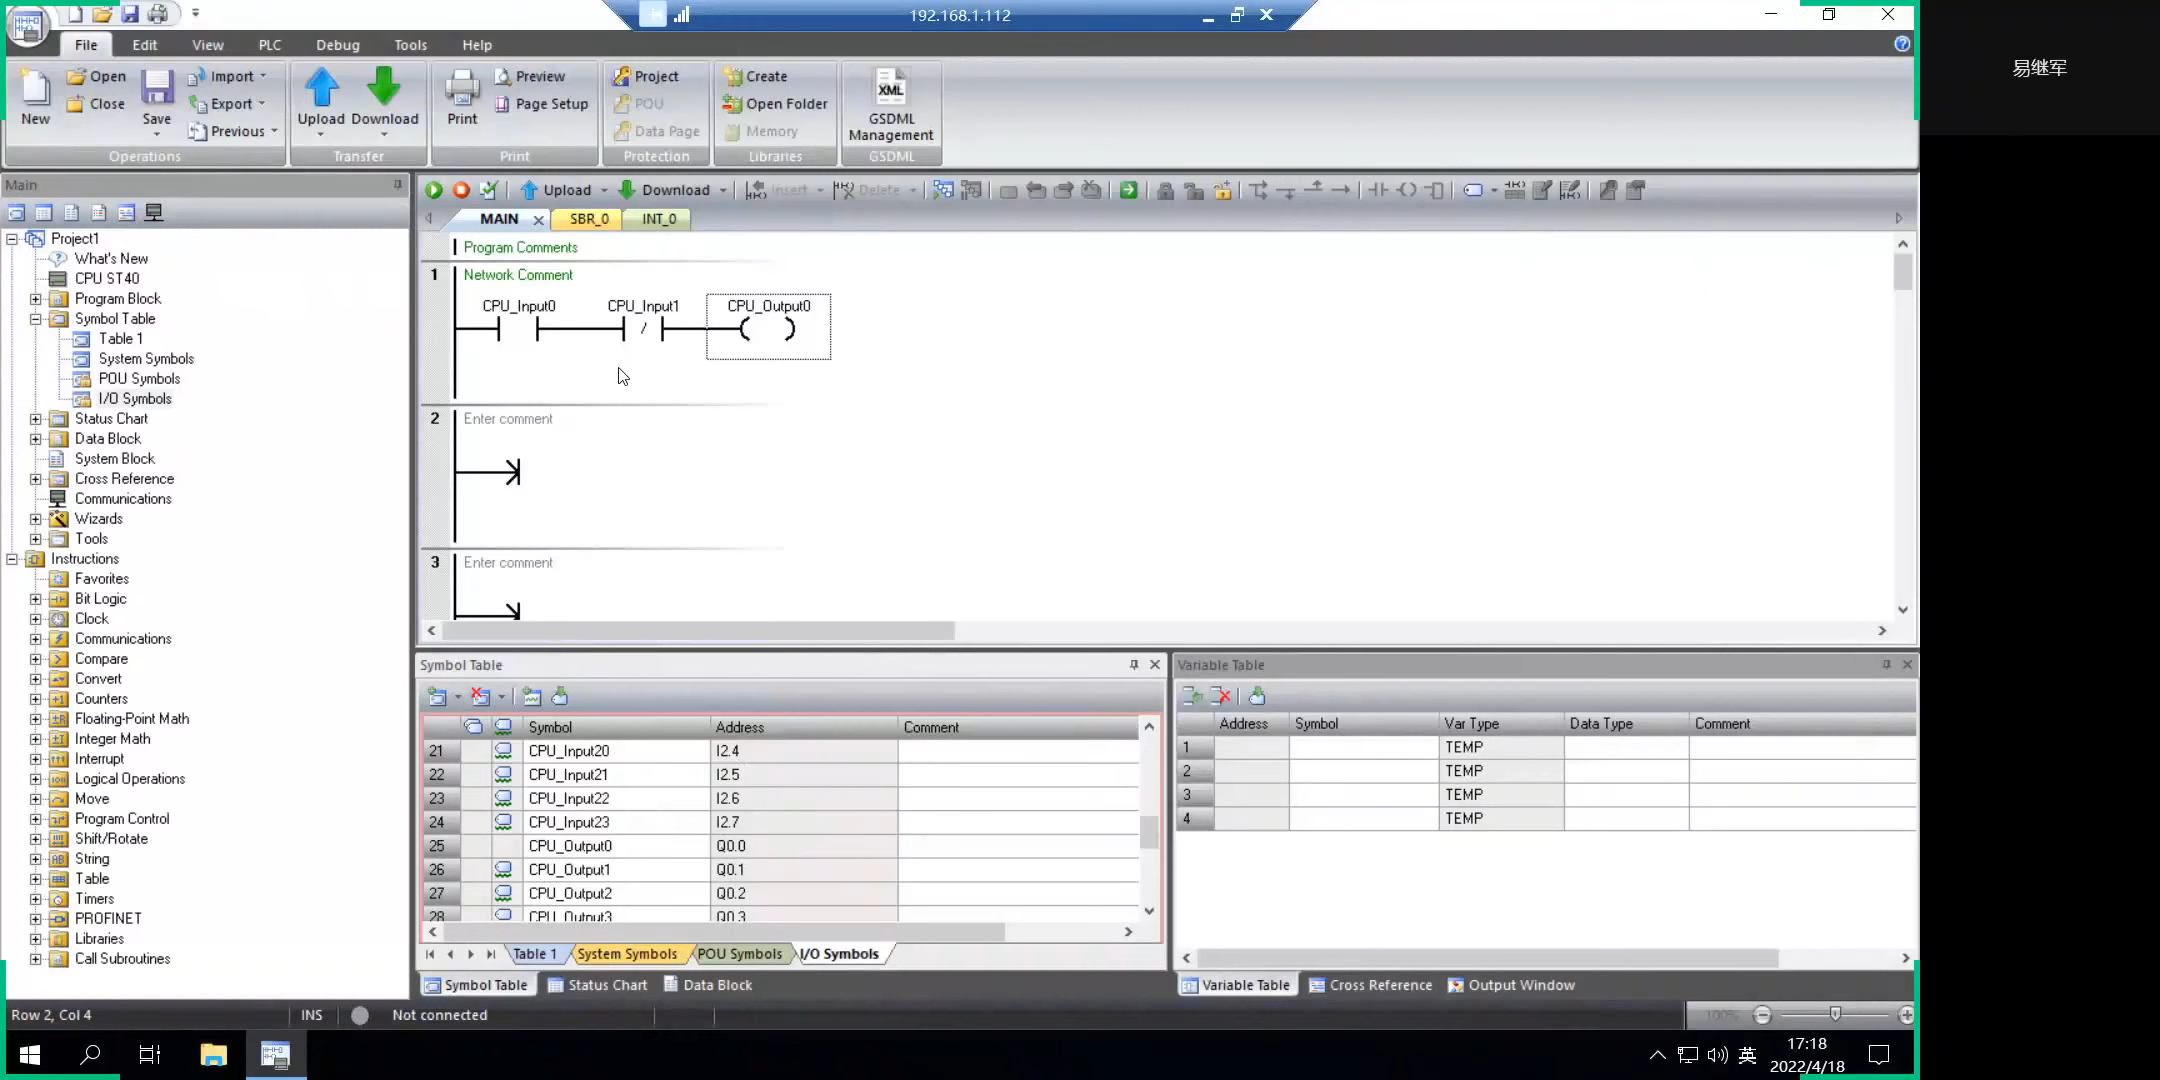 192.168.1.112
易继军
File Edit View PLC Debug Tools Help
New Open Close Save Import Export Previous
Operations
Upload Download
Transfer
Print Preview Page Setup
Print
Project POU Data Page
Protection
Create Open Folder Memory
Libraries
XML
GSDML Management
GSDML
Main
Upload Download Insert Delete
MAIN SBR_0 INT_0
Project1
What's New
CPU ST40
Program Block
Symbol Table
Table 1
System Symbols
POU Symbols
I/O Symbols
Status Chart
Data Block
System Block
Cross Reference
Communications
Wizards
Tools
Instructions
Favorites
Bit Logic
Clock
Communications
Compare
Convert
Counters
Floating-Point Math
Integer Math
Interrupt
Logical Operations
Move
Program Control
Shift/Rotate
String
Table
Timers
PROFINET
Libraries
Call Subroutines
Program Comments
1 Network Comment
CPU_Input0 CPU_Input1 CPU_Output0
2 Enter comment
3 Enter comment
Symbol Table
Symbol Address Comment
21 CPU_Input20 I2.4
22 CPU_Input21 I2.5
23 CPU_Input22 I2.6
24 CPU_Input23 I2.7
25 CPU_Output0 Q0.0
26 CPU_Output1 Q0.1
27 CPU_Output2 Q0.2
28 CPU_Output3 Q0.3
Table 1 System Symbols POU Symbols I/O Symbols
Symbol Table Status Chart Data Block
Variable Table
Address Symbol Var Type Data Type Comment
1 TEMP
2 TEMP
3 TEMP
4 TEMP
Variable Table Cross Reference Output Window
Row 2, Col 4 INS Not connected 100%
英 17:18
2022/4/18